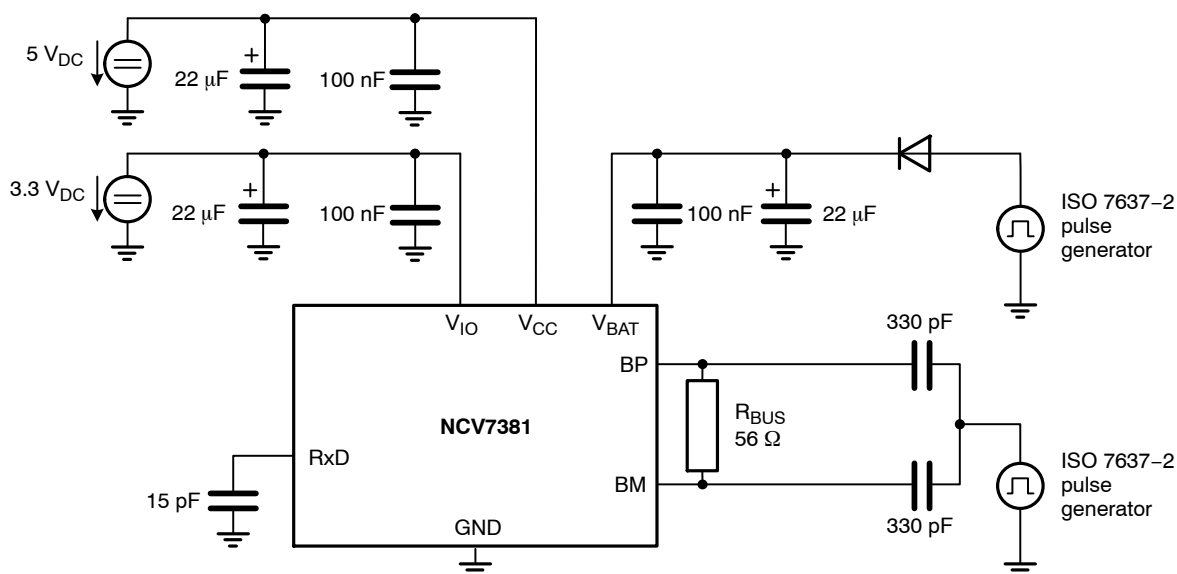 5 V_DC
+
22 μF
100 nF
3.3 V_DC
+
22 μF
100 nF
100 nF
+
22 μF
ISO 7637−2
pulse
generator
V_IO
V_CC
V_BAT
330 pF
BP
R_BUS
56 Ω
NCV7381
RxD
BM
15 pF
GND
330 pF
ISO 7637−2
pulse
generator